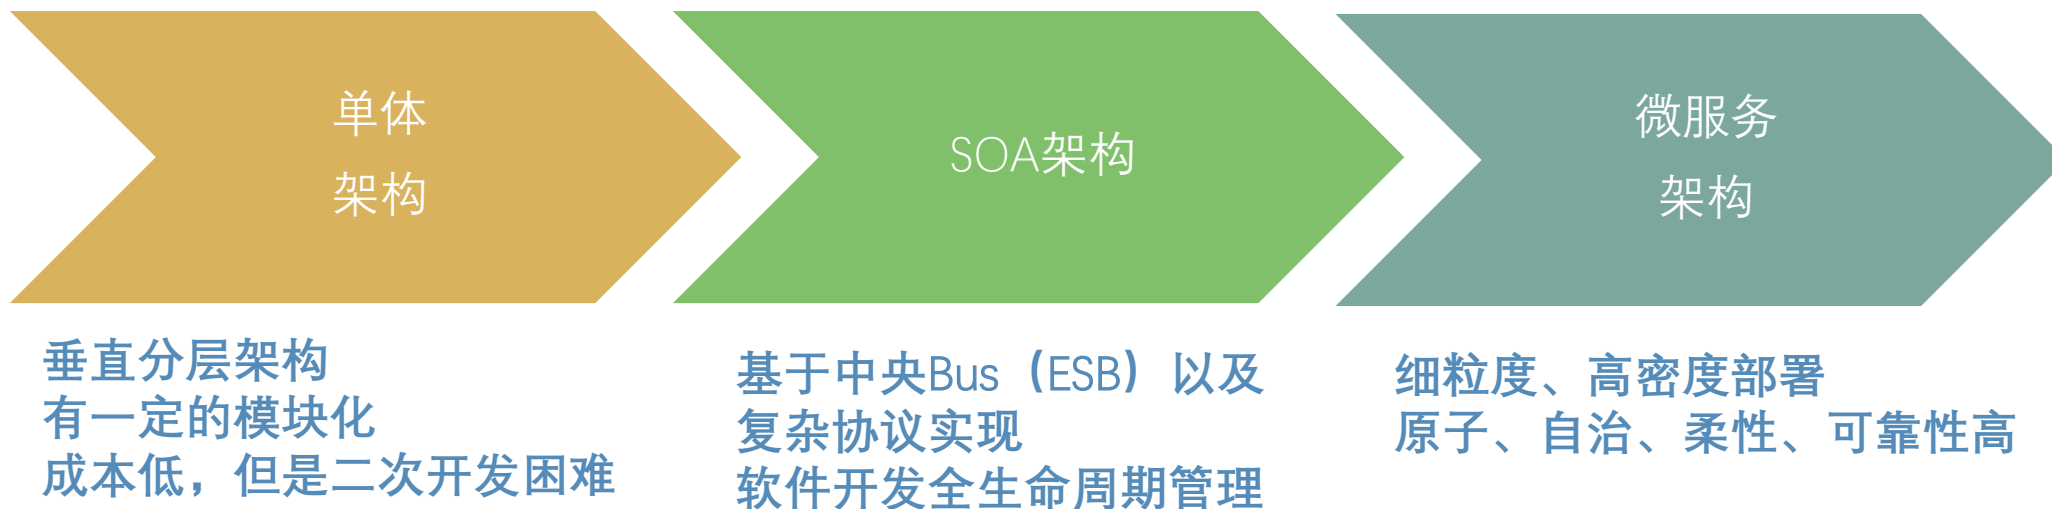 单体
架构
SOA架构
微服务
架构
垂直分层架构
有一定的模块化
成本低，但是二次开发困难
基于中央Bus（ESB）以及
复杂协议实现
软件开发全生命周期管理
细粒度、高密度部署
原子、自治、柔性、可靠性高